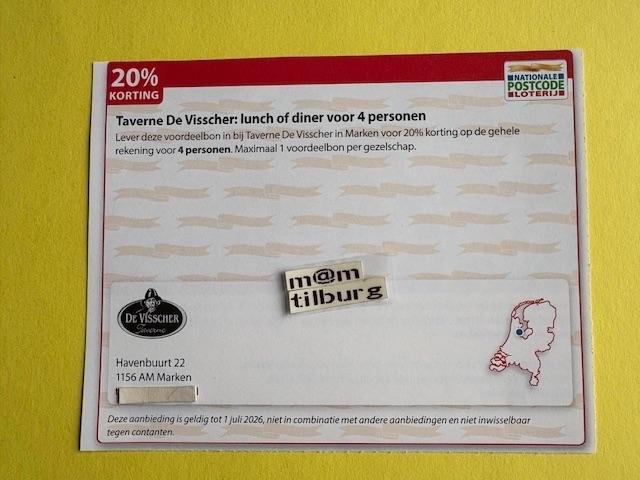 20%
KORTING
NATIONALE
POSTCODE
LOTERIJ
Taverne De Visscher: lunch of diner voor 4 personen
Lever deze voordeelbon in bij Taverne De Visscher in Marken voor 20% korting op de gehele
rekening voor 4 personen. Maximaal 1 voordeelbon per gezelschap.
m@m
tilburg
DE VISSCHER
Taverne
Havenbuurt 22
1156 AM Marken
Deze aanbieding is geldig tot 1 juli 2026, niet in combinatie met andere aanbiedingen en niet inwisselbaar
tegen contanten.